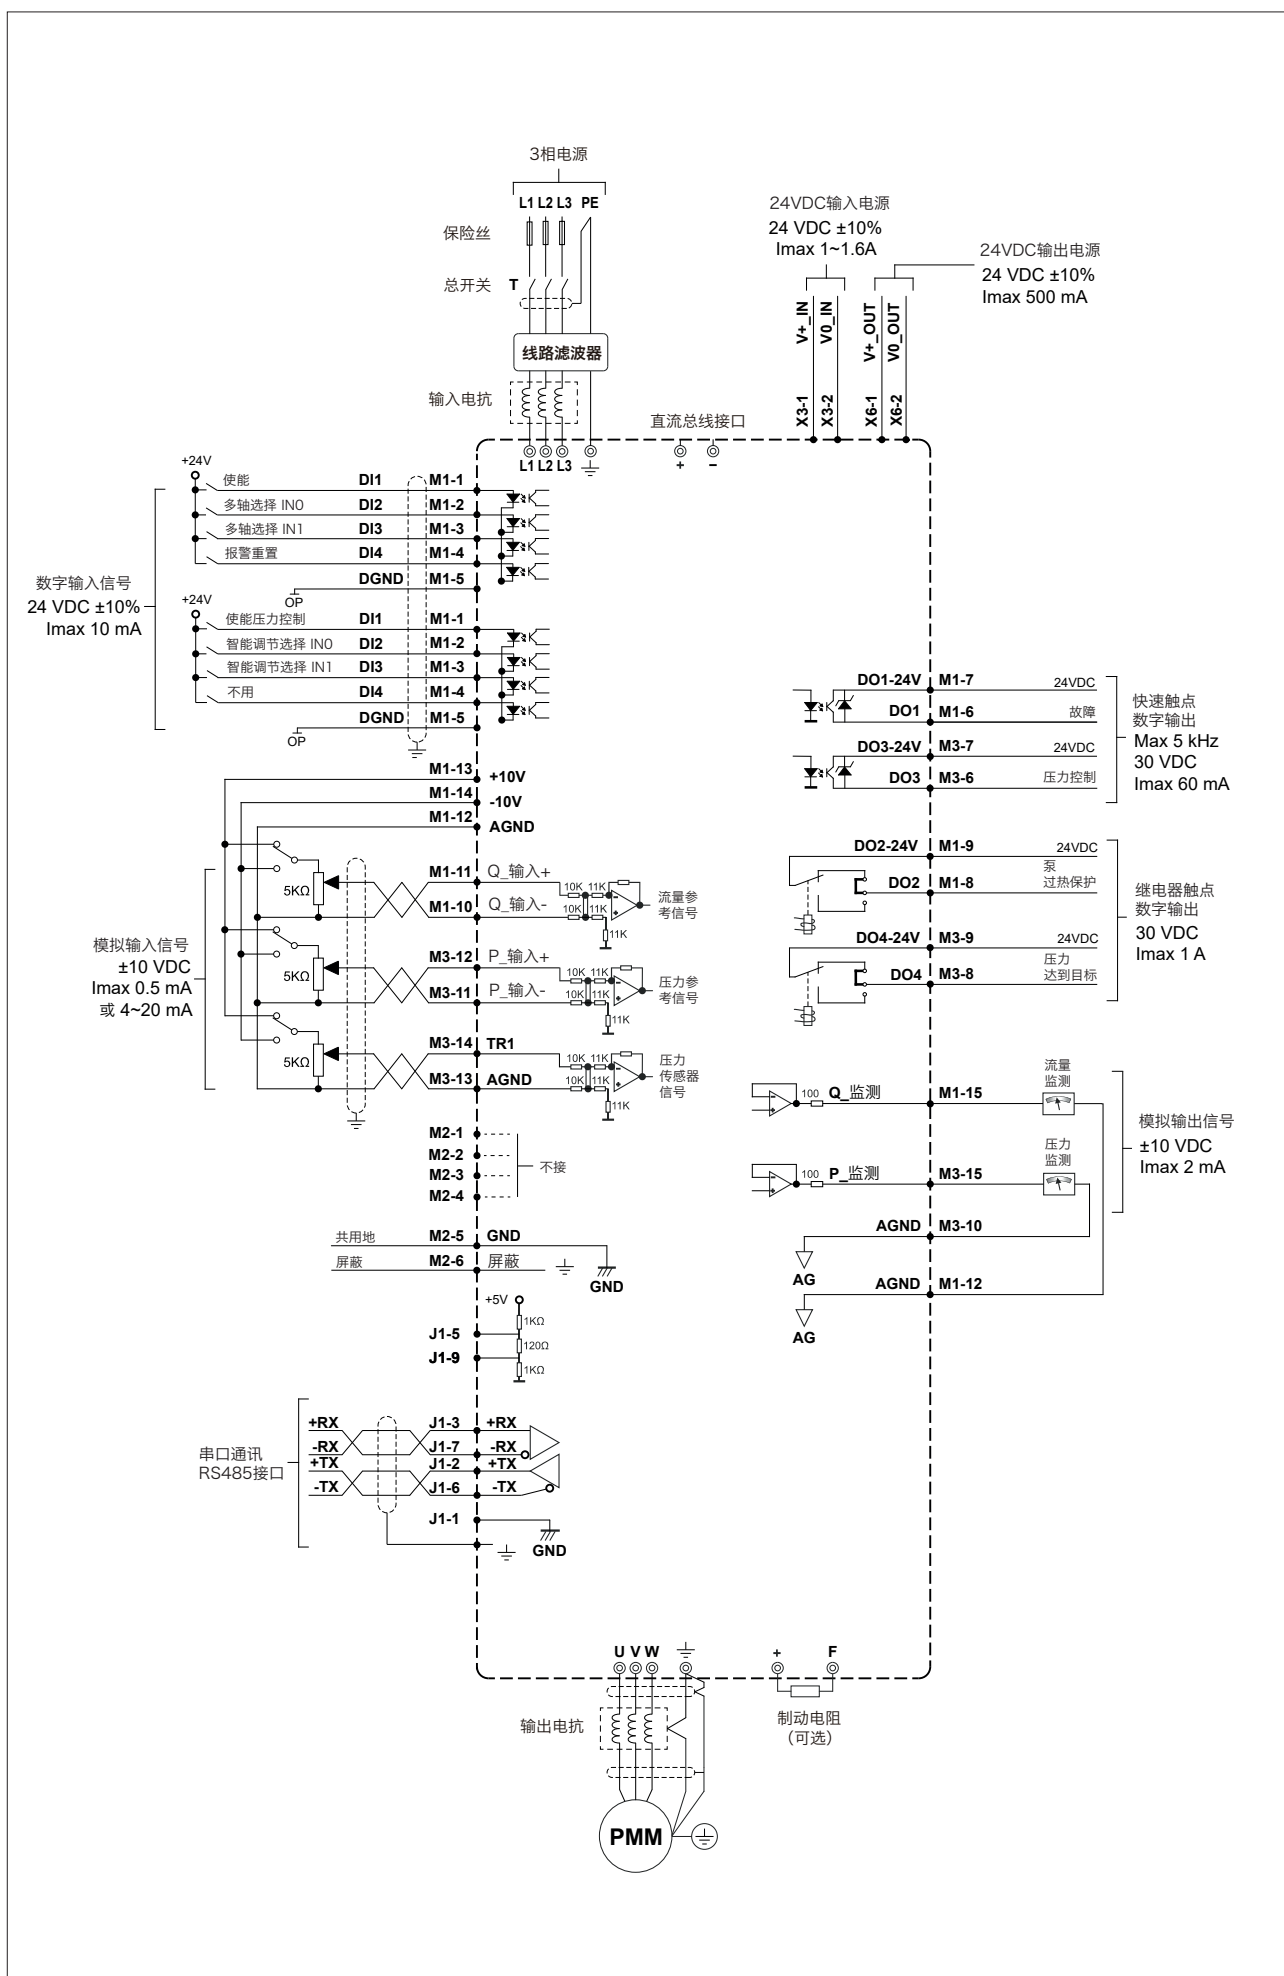 3相电源
L1 L2 L3 PE
保险丝
总开关 T
线路滤波器
输入电抗
L1 L2 L3
直流总线接口
+ −
24VDC输入电源
24 VDC ±10%
Imax 1~1.6A
24VDC输出电源
24 VDC ±10%
Imax 500 mA
V+_IN
V0_IN
V+_OUT
V0_OUT
X3-1
X3-2
X6-1
X6-2
数字输入信号
24 VDC ±10%
Imax 10 mA
+24V
使能 DI1 M1-1
多轴选择 IN0 DI2 M1-2
多轴选择 IN1 DI3 M1-3
报警重置 DI4 M1-4
DGND M1-5
OP
+24V
使能压力控制 DI1 M1-1
智能调节选择 IN0 DI2 M1-2
智能调节选择 IN1 DI3 M1-3
不用 DI4 M1-4
DGND M1-5
OP
M1-13 +10V
M1-14 -10V
M1-12 AGND
模拟输入信号
±10 VDC
Imax 0.5 mA
或 4~20 mA
5KΩ
M1-11 Q_输入+
M1-10 Q_输入-
10K 11K
10K 11K
11K
流量参
考信号
5KΩ
M3-12 P_输入+
M3-11 P_输入-
10K 11K
10K 11K
11K
压力参
考信号
5KΩ
M3-14 TR1
M3-13 AGND
10K 11K
10K 11K
11K
压力
传感器
信号
M2-1
M2-2
M2-3
M2-4
不接
共用地 M2-5 GND
屏蔽 M2-6 屏蔽
GND
+5V
1KΩ
J1-5
120Ω
J1-9
1KΩ
串口通讯
RS485接口
+RX J1-3 +RX
-RX J1-7 -RX
+TX J1-2 +TX
-TX J1-6 -TX
J1-1
GND
DO1-24V M1-7 24VDC
DO1 M1-6 故障
DO3-24V M3-7 24VDC
DO3 M3-6 压力控制
快速触点
数字输出
Max 5 kHz
30 VDC
Imax 60 mA
DO2-24V M1-9 24VDC
DO2 M1-8
泵
过热保护
DO4-24V M3-9 24VDC
DO4 M3-8
压力
达到目标
继电器触点
数字输出
30 VDC
Imax 1 A
100 Q_监测 M1-15
流量
监测
100 P_监测 M3-15
压力
监测
模拟输出信号
±10 VDC
Imax 2 mA
AGND M3-10
AG
AGND M1-12
AG
U V W
+ F
输出电抗
制动电阻
（可选）
PMM